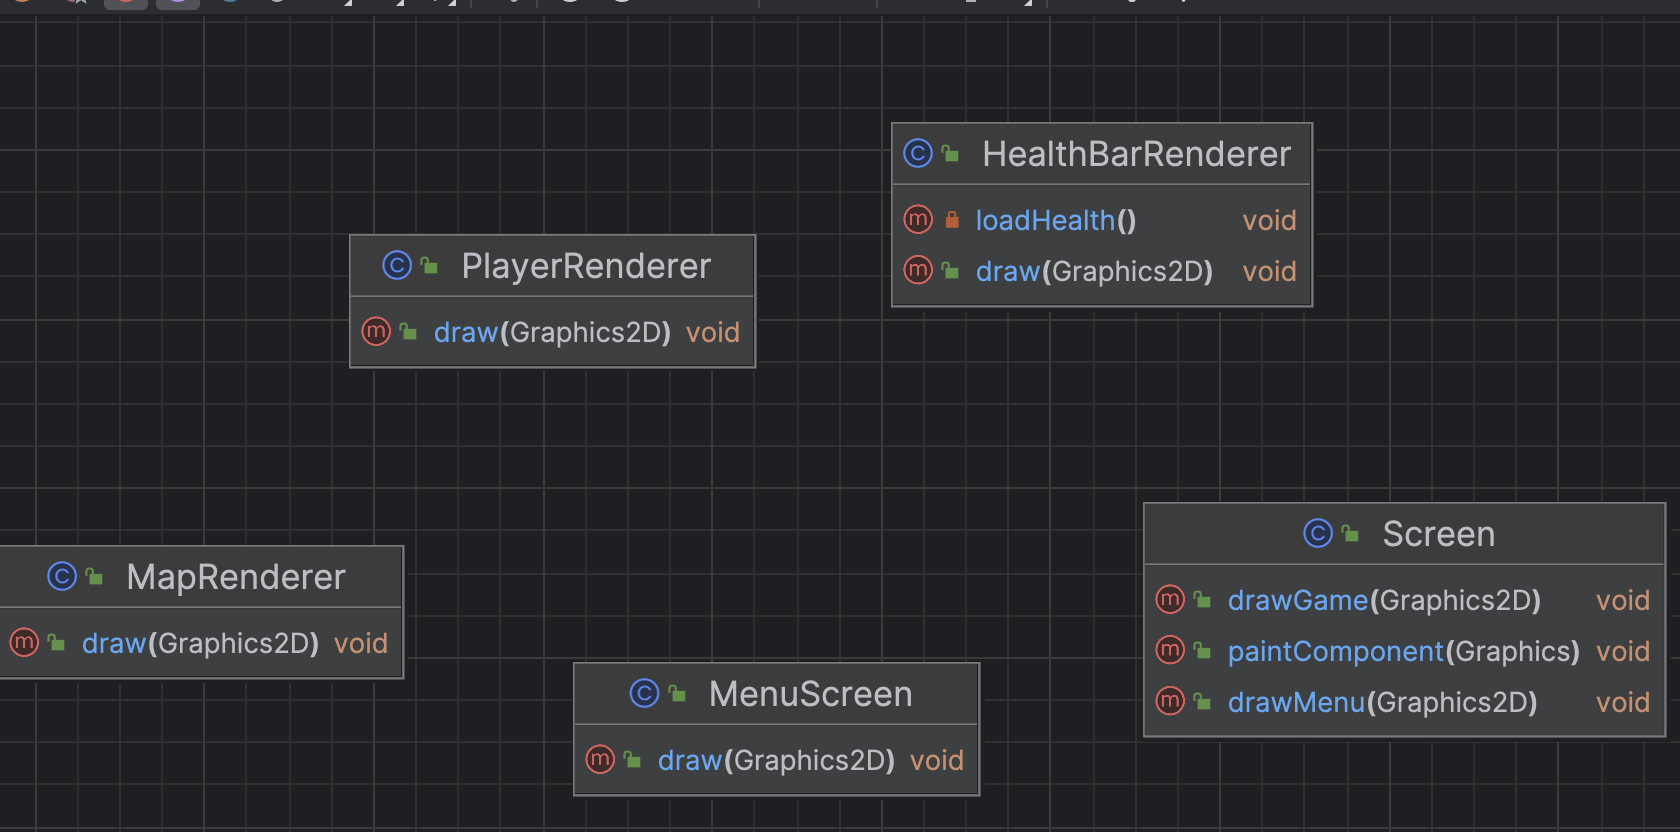 HealthBarRenderer
loadHealth() void
draw(Graphics2D) void
PlayerRenderer
draw(Graphics2D) void
Screen
drawGame(Graphics2D) void
paintComponent(Graphics) void
drawMenu(Graphics2D) void
MapRenderer
draw(Graphics2D) void
MenuScreen
draw(Graphics2D) void